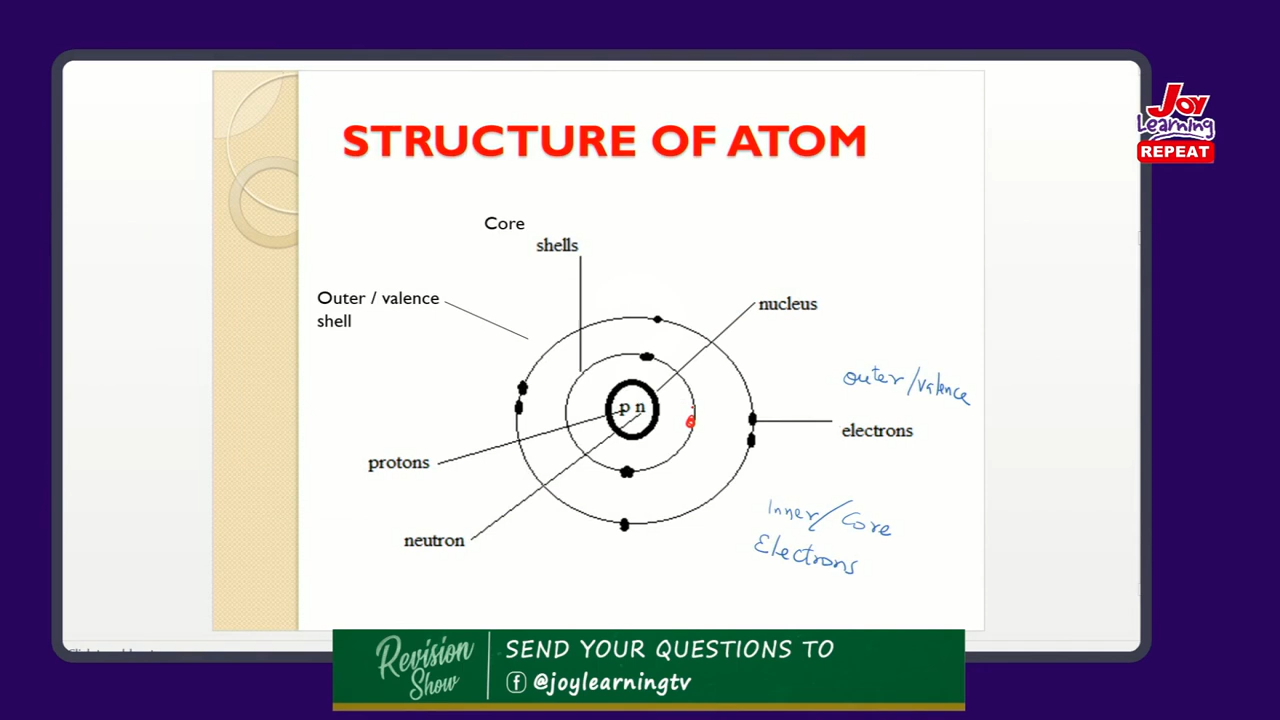 STRUCTURE OF ATOM
Joy
Learning
REPEAT
Core
shells
Outer / valence
shell
nucleus
outer/valence
electrons
p n
protons
neutron
Inner/Core
Electrons
Revision
Show
SEND YOUR QUESTIONS TO
@joylearningtv